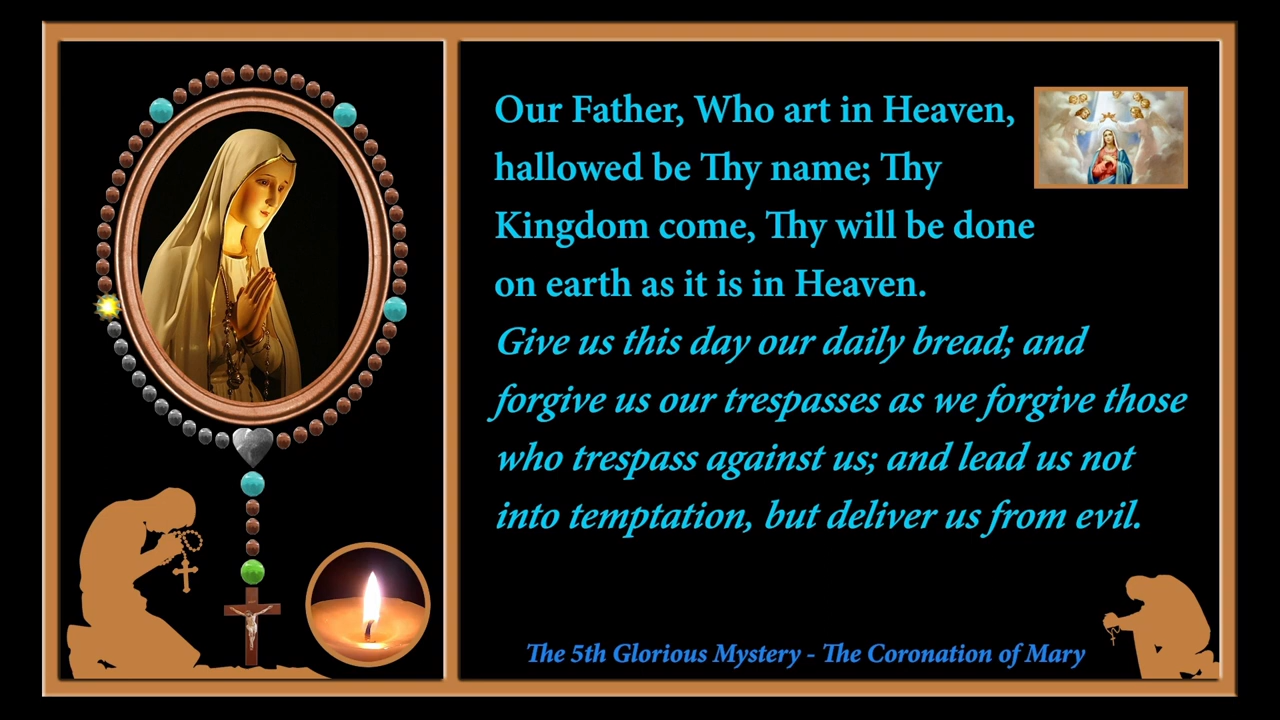 Our Father, Who art in Heaven,
hallowed be Thy name; Thy
Kingdom come, Thy will be done
on earth as it is in Heaven.
Give us this day our daily bread; and
forgive us our trespasses as we forgive those
who trespass against us; and lead us not
into temptation, but deliver us from evil.
The 5th Glorious Mystery - The Coronation of Mary